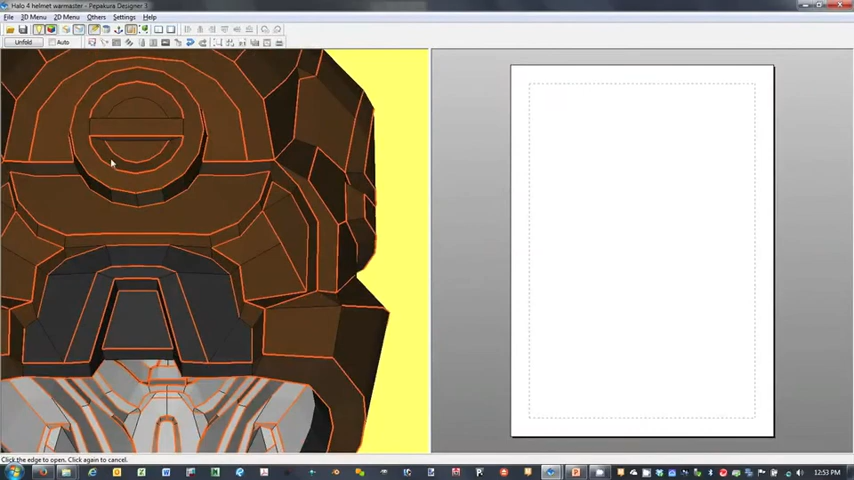 Halo 4 helmet warmaster - Pepakura Designer 3
File 3D Menu 2D Menu Others Settings Help
Unfold Auto
Click the edge to open. Click again to cancel.
12:53 PM